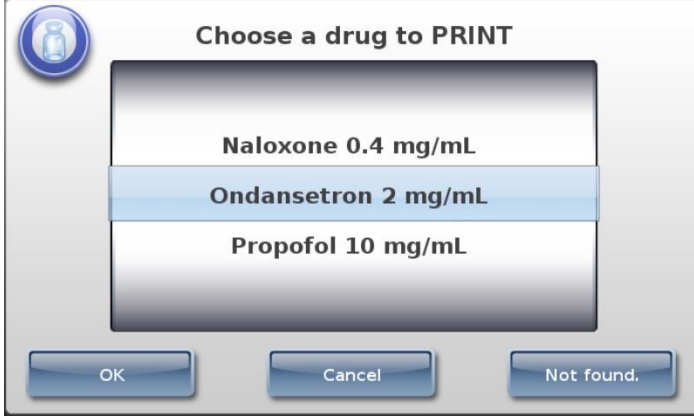 Choose a drug to PRINT
Naloxone 0.4 mg/mL
Ondansetron 2 mg/mL
Propofol 10 mg/mL
OK
Cancel
Not found.